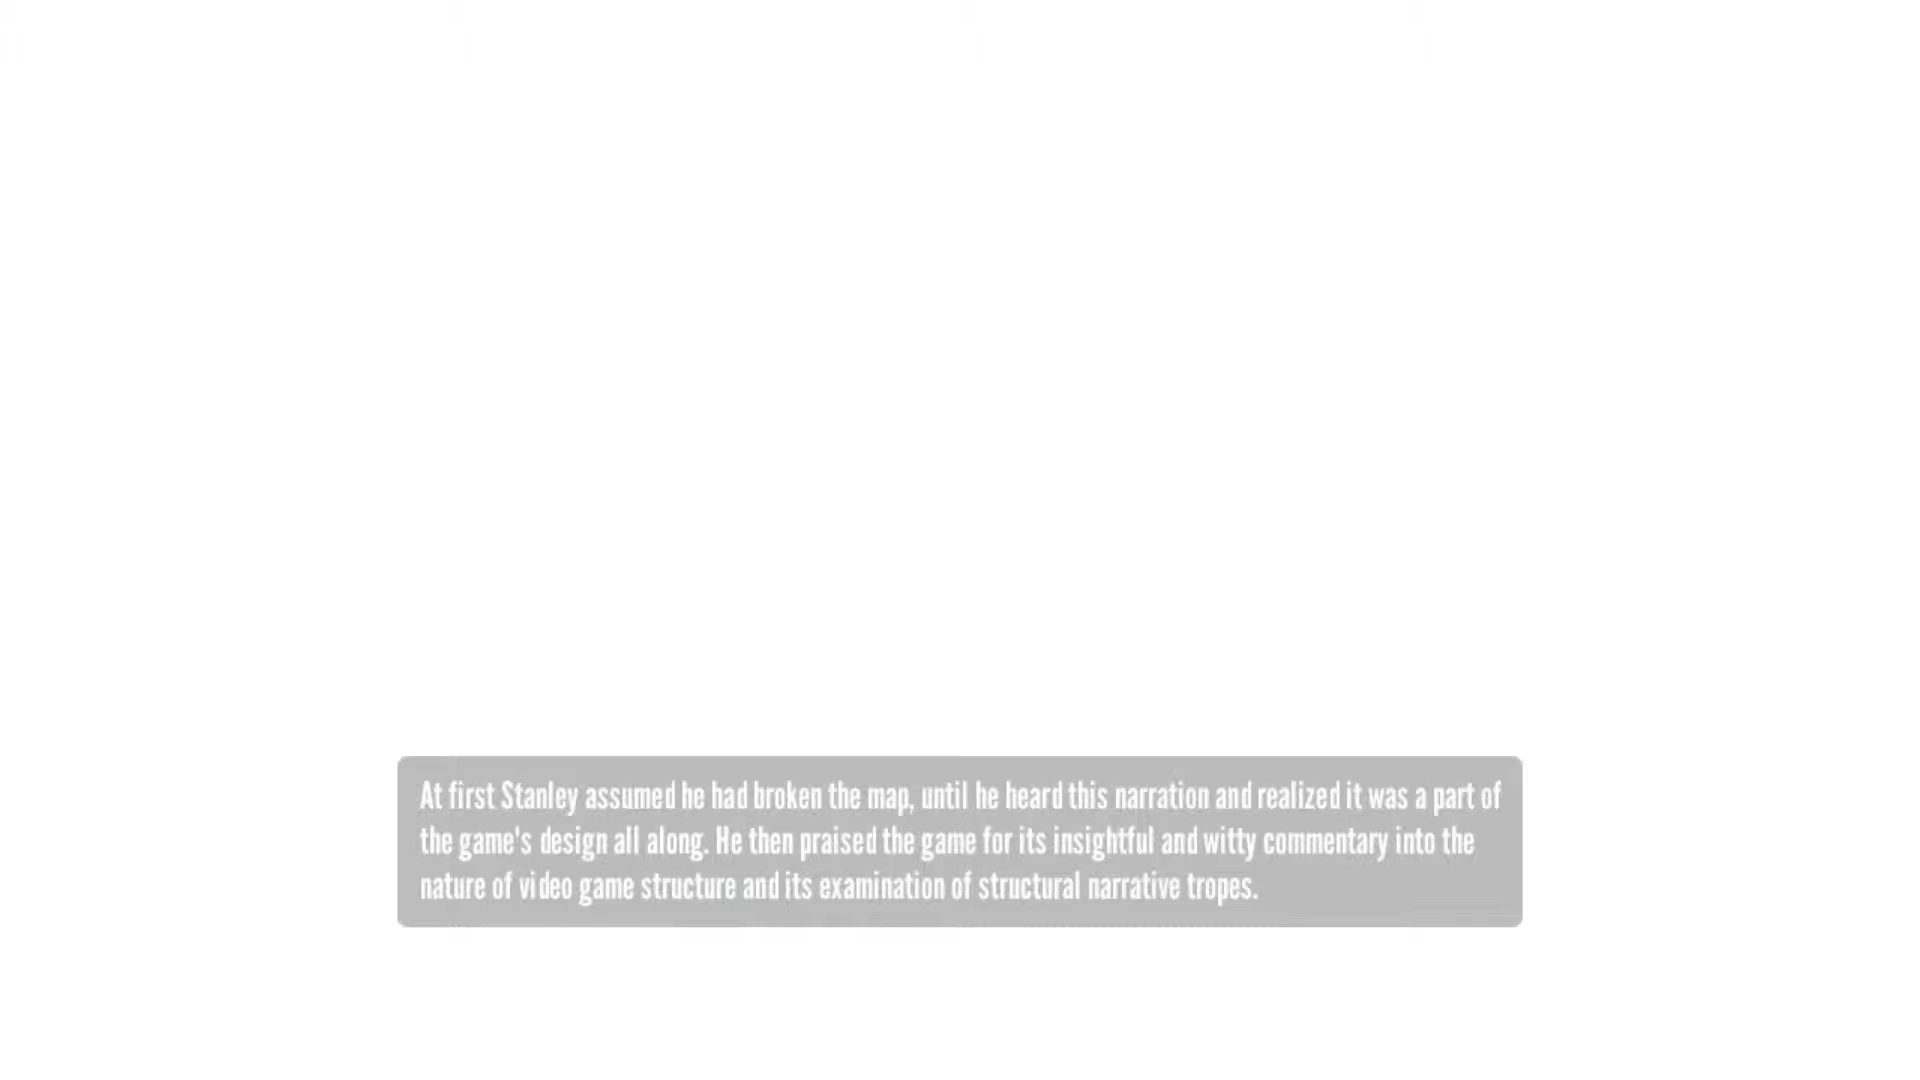 At first Stanley assumed he had broken the map, until he heard this narration and realized it was a part of
the game's design all along. He then praised the game for its insightful and witty commentary into the
nature of video game structure and its examination of structural narrative tropes.